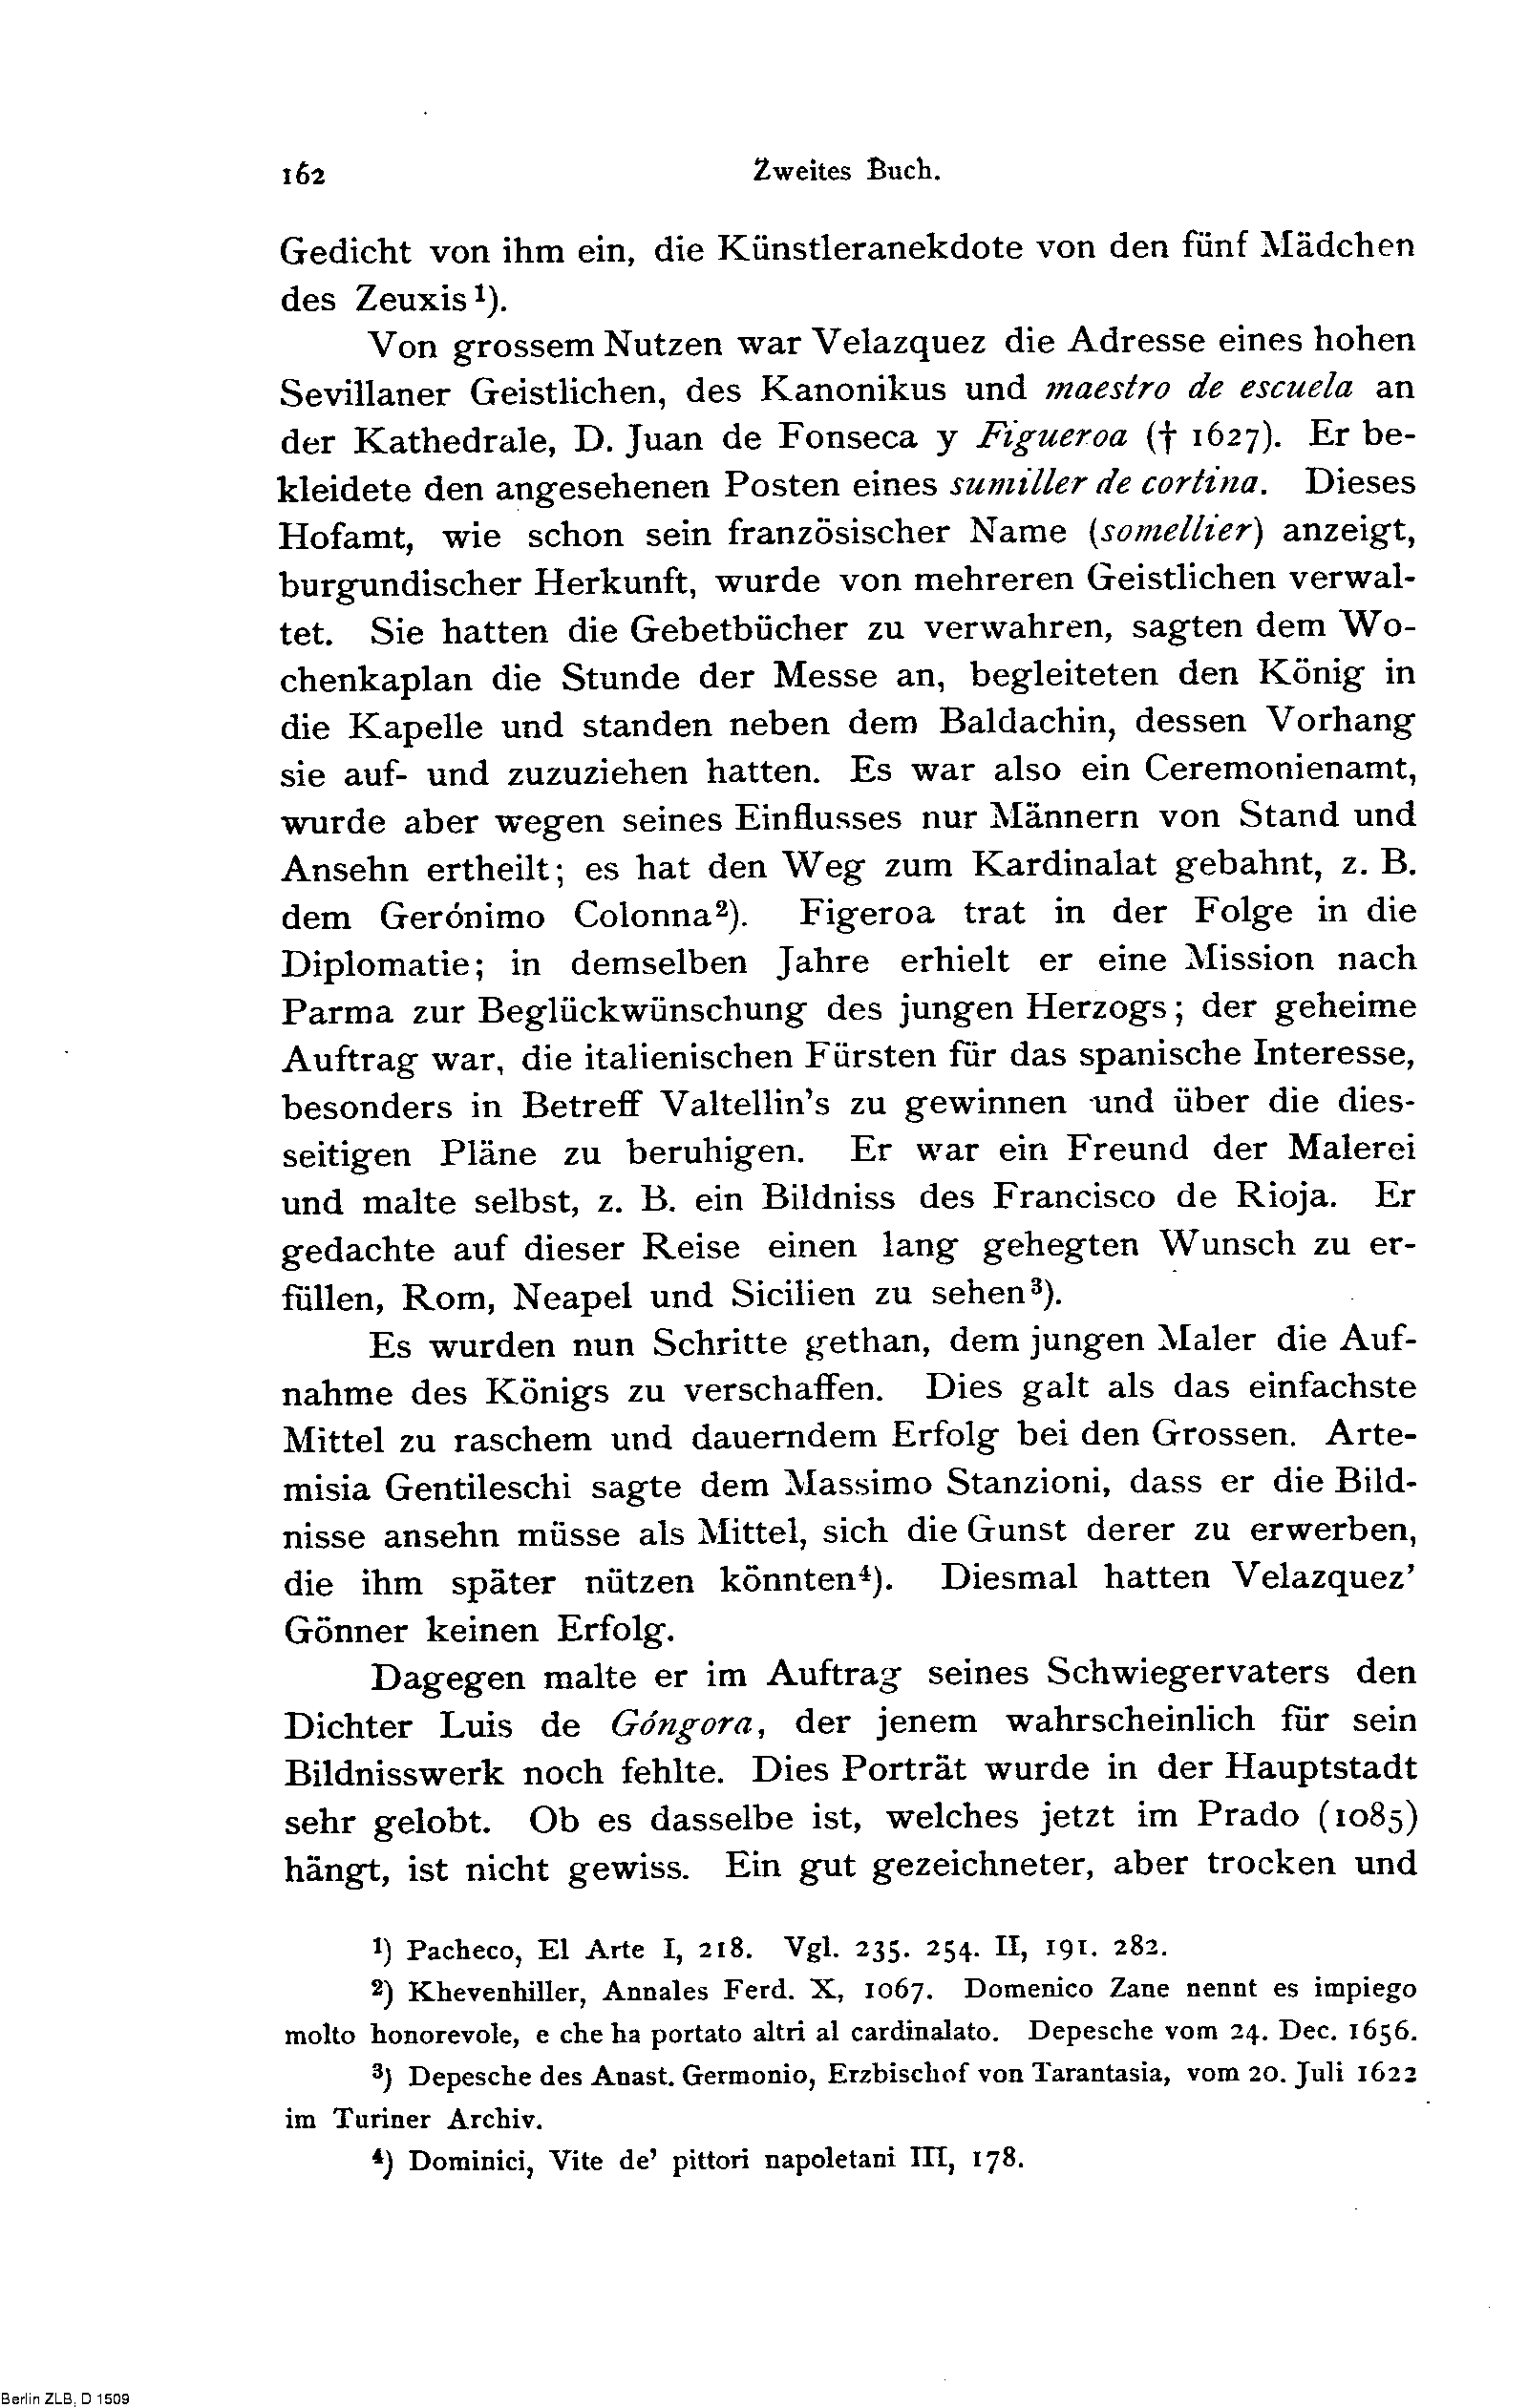 162
Zweites Buch.
Gedicht von ihm ein, die Künstleranekdote von den fünf Mädchen
des Zeuxis¹).
Von grossem Nutzen war Velazquez die Adresse eines hohen
Sevillaner Geistlichen, des Kanonikus und maestro de escuela an
der Kathedrale, D. Juan de Fonseca y Figueroa († 1627). Er be-
kleidete den angesehenen Posten eines sumiller de cortina. Dieses
Hofamt, wie schon sein französischer Name (somellier) anzeigt,
burgundischer Herkunft, wurde von mehreren Geistlichen verwal-
tet. Sie hatten die Gebetbücher zu verwahren, sagten dem Wo-
chenkaplan die Stunde der Messe an, begleiteten den König in
die Kapelle und standen neben dem Baldachin, dessen Vorhang
sie auf- und zuzuziehen hatten. Es war also ein Ceremonienamt,
wurde aber wegen seines Einflusses nur Männern von Stand und
Ansehn ertheilt; es hat den Weg zum Kardinalat gebahnt, z. B.
dem Gerónimo Colonna²). Figeroa trat in der Folge in die
Diplomatie; in demselben Jahre erhielt er eine Mission nach
Parma zur Beglückwünschung des jungen Herzogs; der geheime
Auftrag war, die italienischen Fürsten für das spanische Interesse,
besonders in Betreff Valtellin's zu gewinnen und über die dies-
seitigen Pläne zu beruhigen. Er war ein Freund der Malerei
und malte selbst, z. B. ein Bildniss des Francisco de Rioja. Er
gedachte auf dieser Reise einen lang gehegten Wunsch zu er-
füllen, Rom, Neapel und Sicilien zu sehen³).
Es wurden nun Schritte gethan, dem jungen Maler die Auf-
nahme des Königs zu verschaffen. Dies galt als das einfachste
Mittel zu raschem und dauerndem Erfolg bei den Grossen. Arte-
misia Gentileschi sagte dem Massimo Stanzioni, dass er die Bild-
nisse ansehn müsse als Mittel, sich die Gunst derer zu erwerben,
die ihm später nützen könnten⁴). Diesmal hatten Velazquez'
Gönner keinen Erfolg.
Dagegen malte er im Auftrag seines Schwiegervaters den
Dichter Luis de Góngora, der jenem wahrscheinlich für sein
Bildnisswerk noch fehlte. Dies Porträt wurde in der Hauptstadt
sehr gelobt. Ob es dasselbe ist, welches jetzt im Prado (1085)
hängt, ist nicht gewiss. Ein gut gezeichneter, aber trocken und
¹) Pacheco, El Arte I, 218. Vgl. 235. 254. II, 191. 282.
²) Khevenhiller, Annales Ferd. X, 1067. Domenico Zane nennt es impiego
molto honorevole, e che ha portato altri al cardinalato. Depesche vom 24. Dec. 1656.
³) Depesche des Anast. Germonio, Erzbischof von Tarantasia, vom 20. Juli 1622
im Turiner Archiv.
⁴) Dominici, Vite de' pittori napoletani III, 178.
Berlin ZLB, D 1509